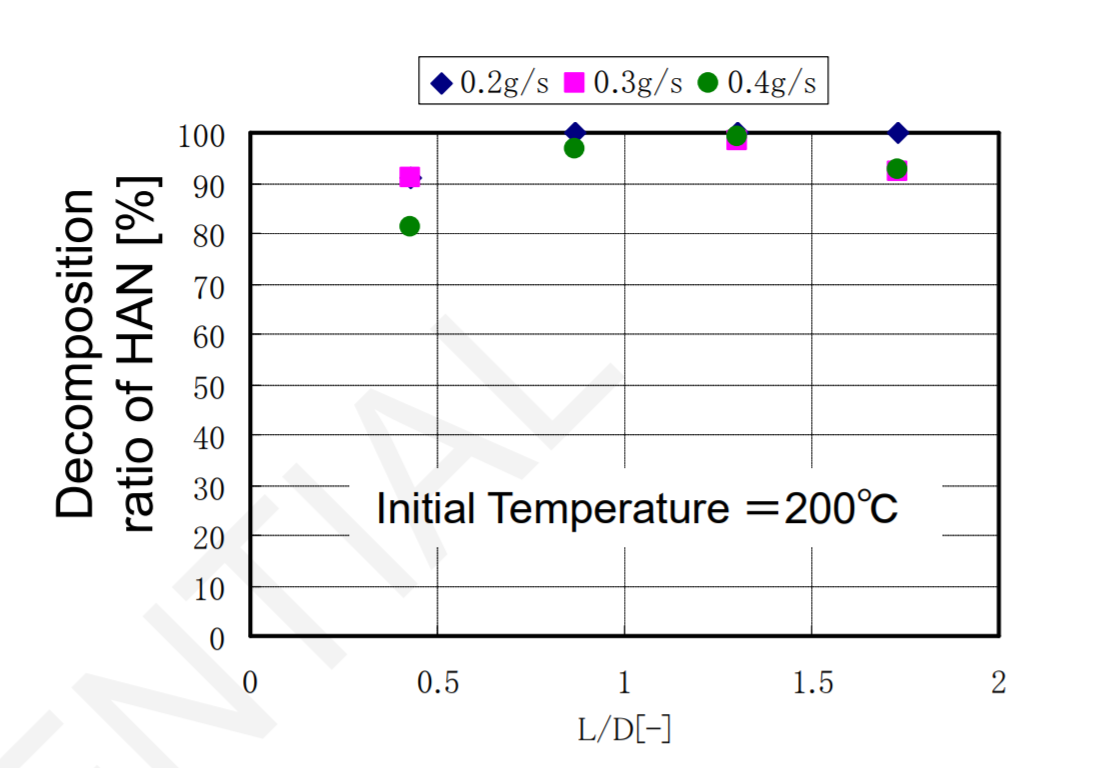 0.2g/s 0.3g/s 0.4g/s
Decomposition
ratio of HAN [%]
100
90
80
70
60
50
40
30
20
10
0
Initial Temperature ＝200℃
0 0.5 1 1.5 2
L/D[-]
ENTIAL